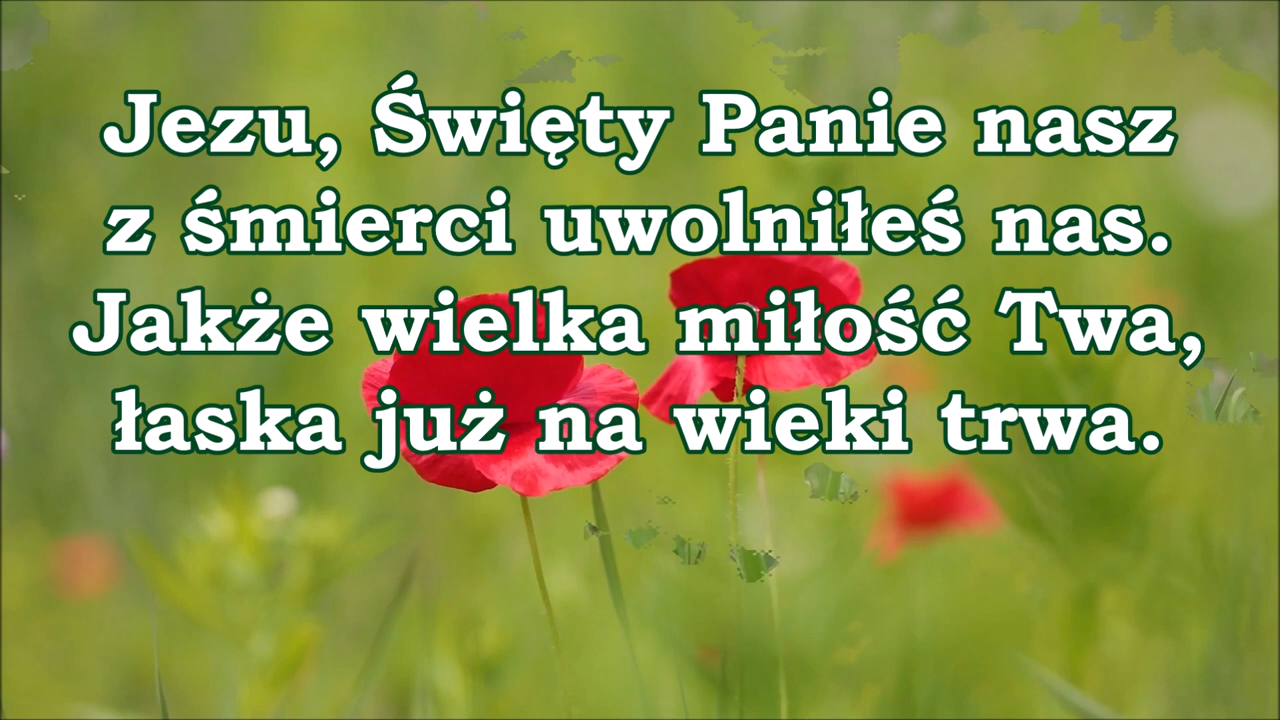 Jezu, Święty Panie nasz
z śmierci uwolniłeś nas.
Jakże wielka miłość Twa,
łaska już na wieki trwa.